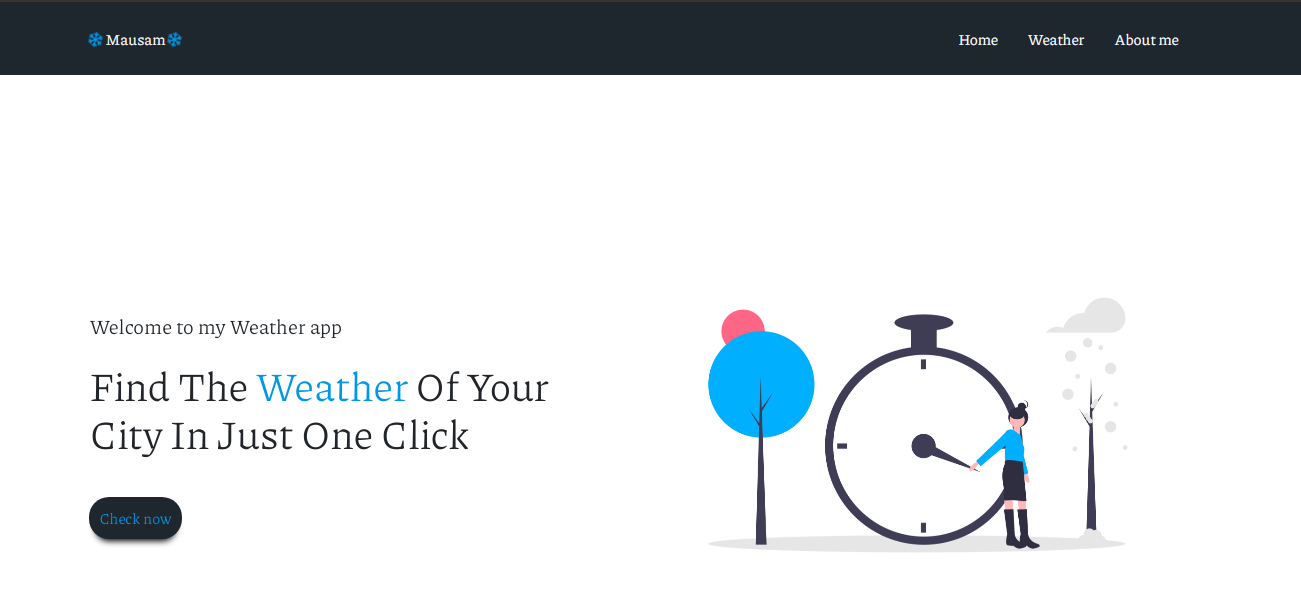 ❄Mausam❄
Home
Weather
About me
Welcome to my Weather app
Find The Weather Of Your
City In Just One Click
Check now